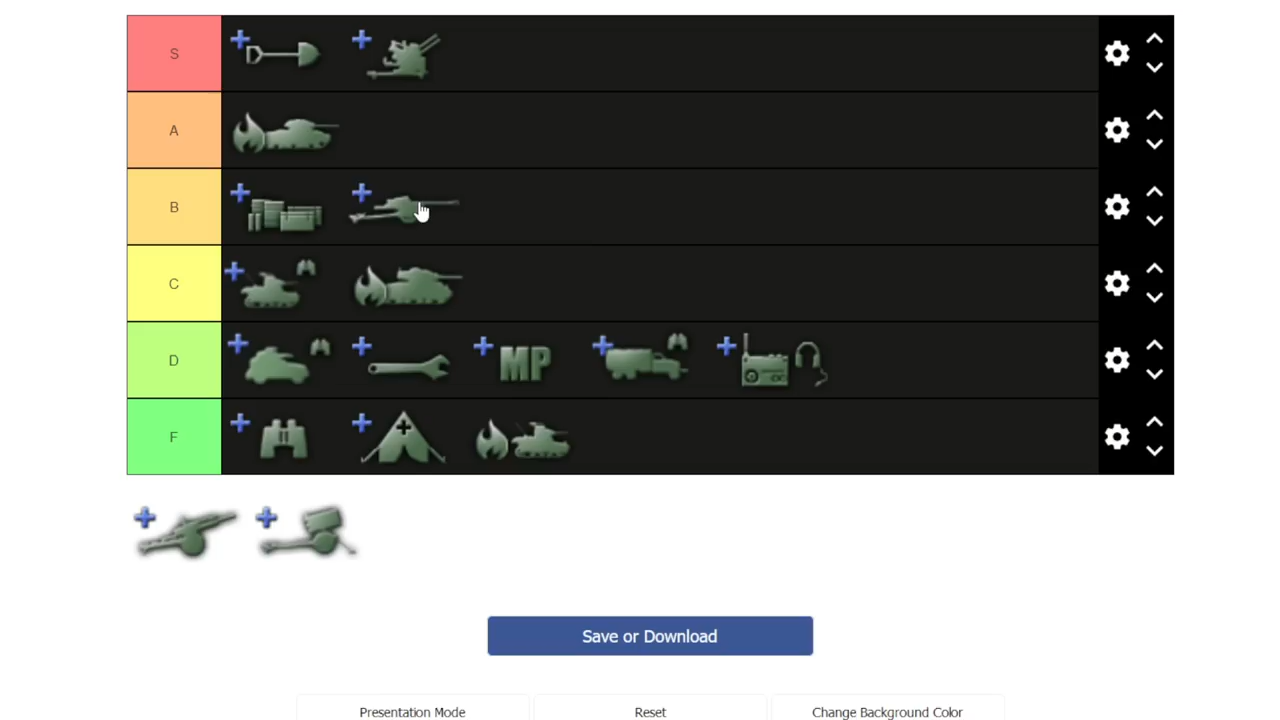 S
A
B
C
D
MP
F
Save or Download
Presentation Mode
Reset
Change Background Color